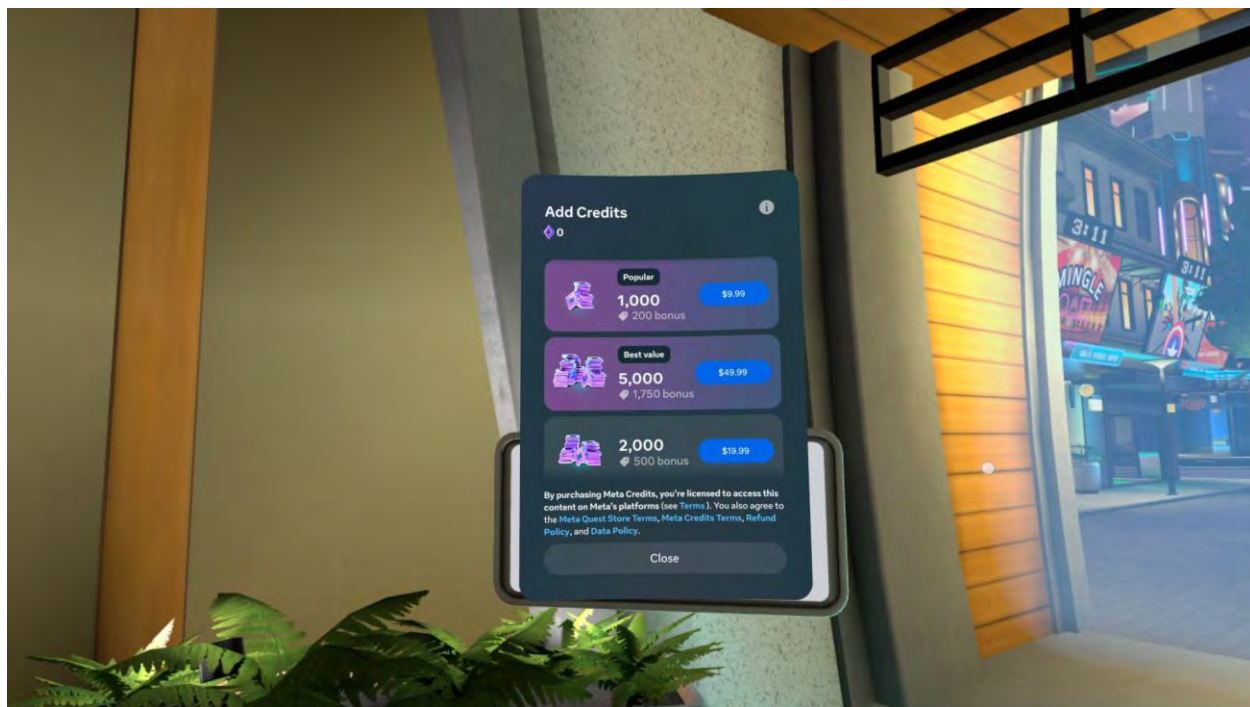 Add Credits
0
Popular
1,000
200 bonus
$9.99
Best value
5,000
1,750 bonus
$49.99
2,000
500 bonus
$19.99
By purchasing Meta Credits, you're licensed to access this
content on Meta's platforms (see Terms). You also agree to
the Meta Quest Store Terms, Meta Credits Terms, Refund
Policy, and Data Policy.
Close
3:11
MINGLE
3:11